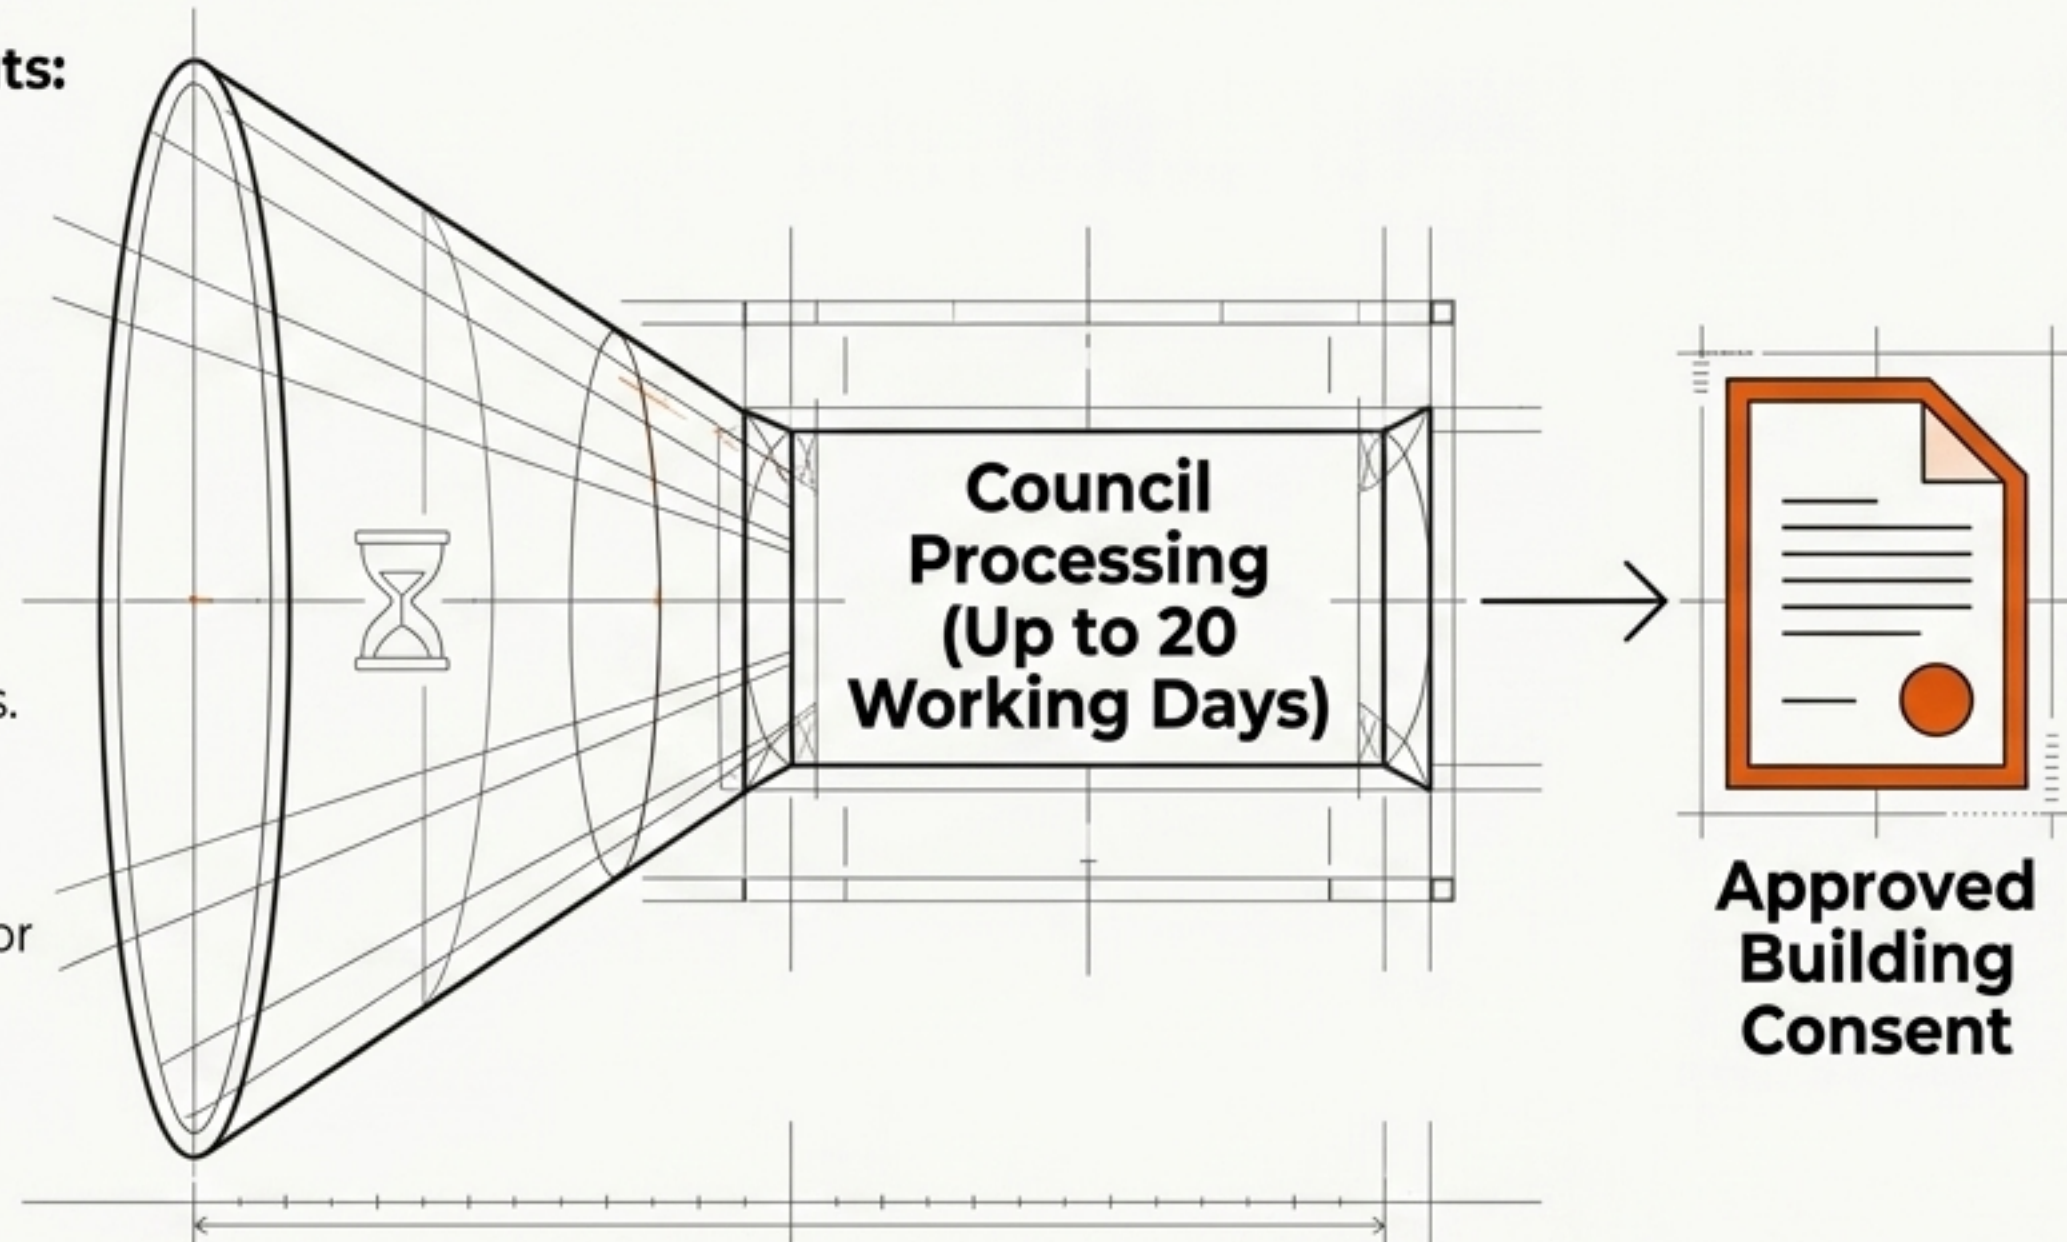 ts:
s.
or
Council
Processing
(Up to 20
Working Days)
Approved
Building
Consent